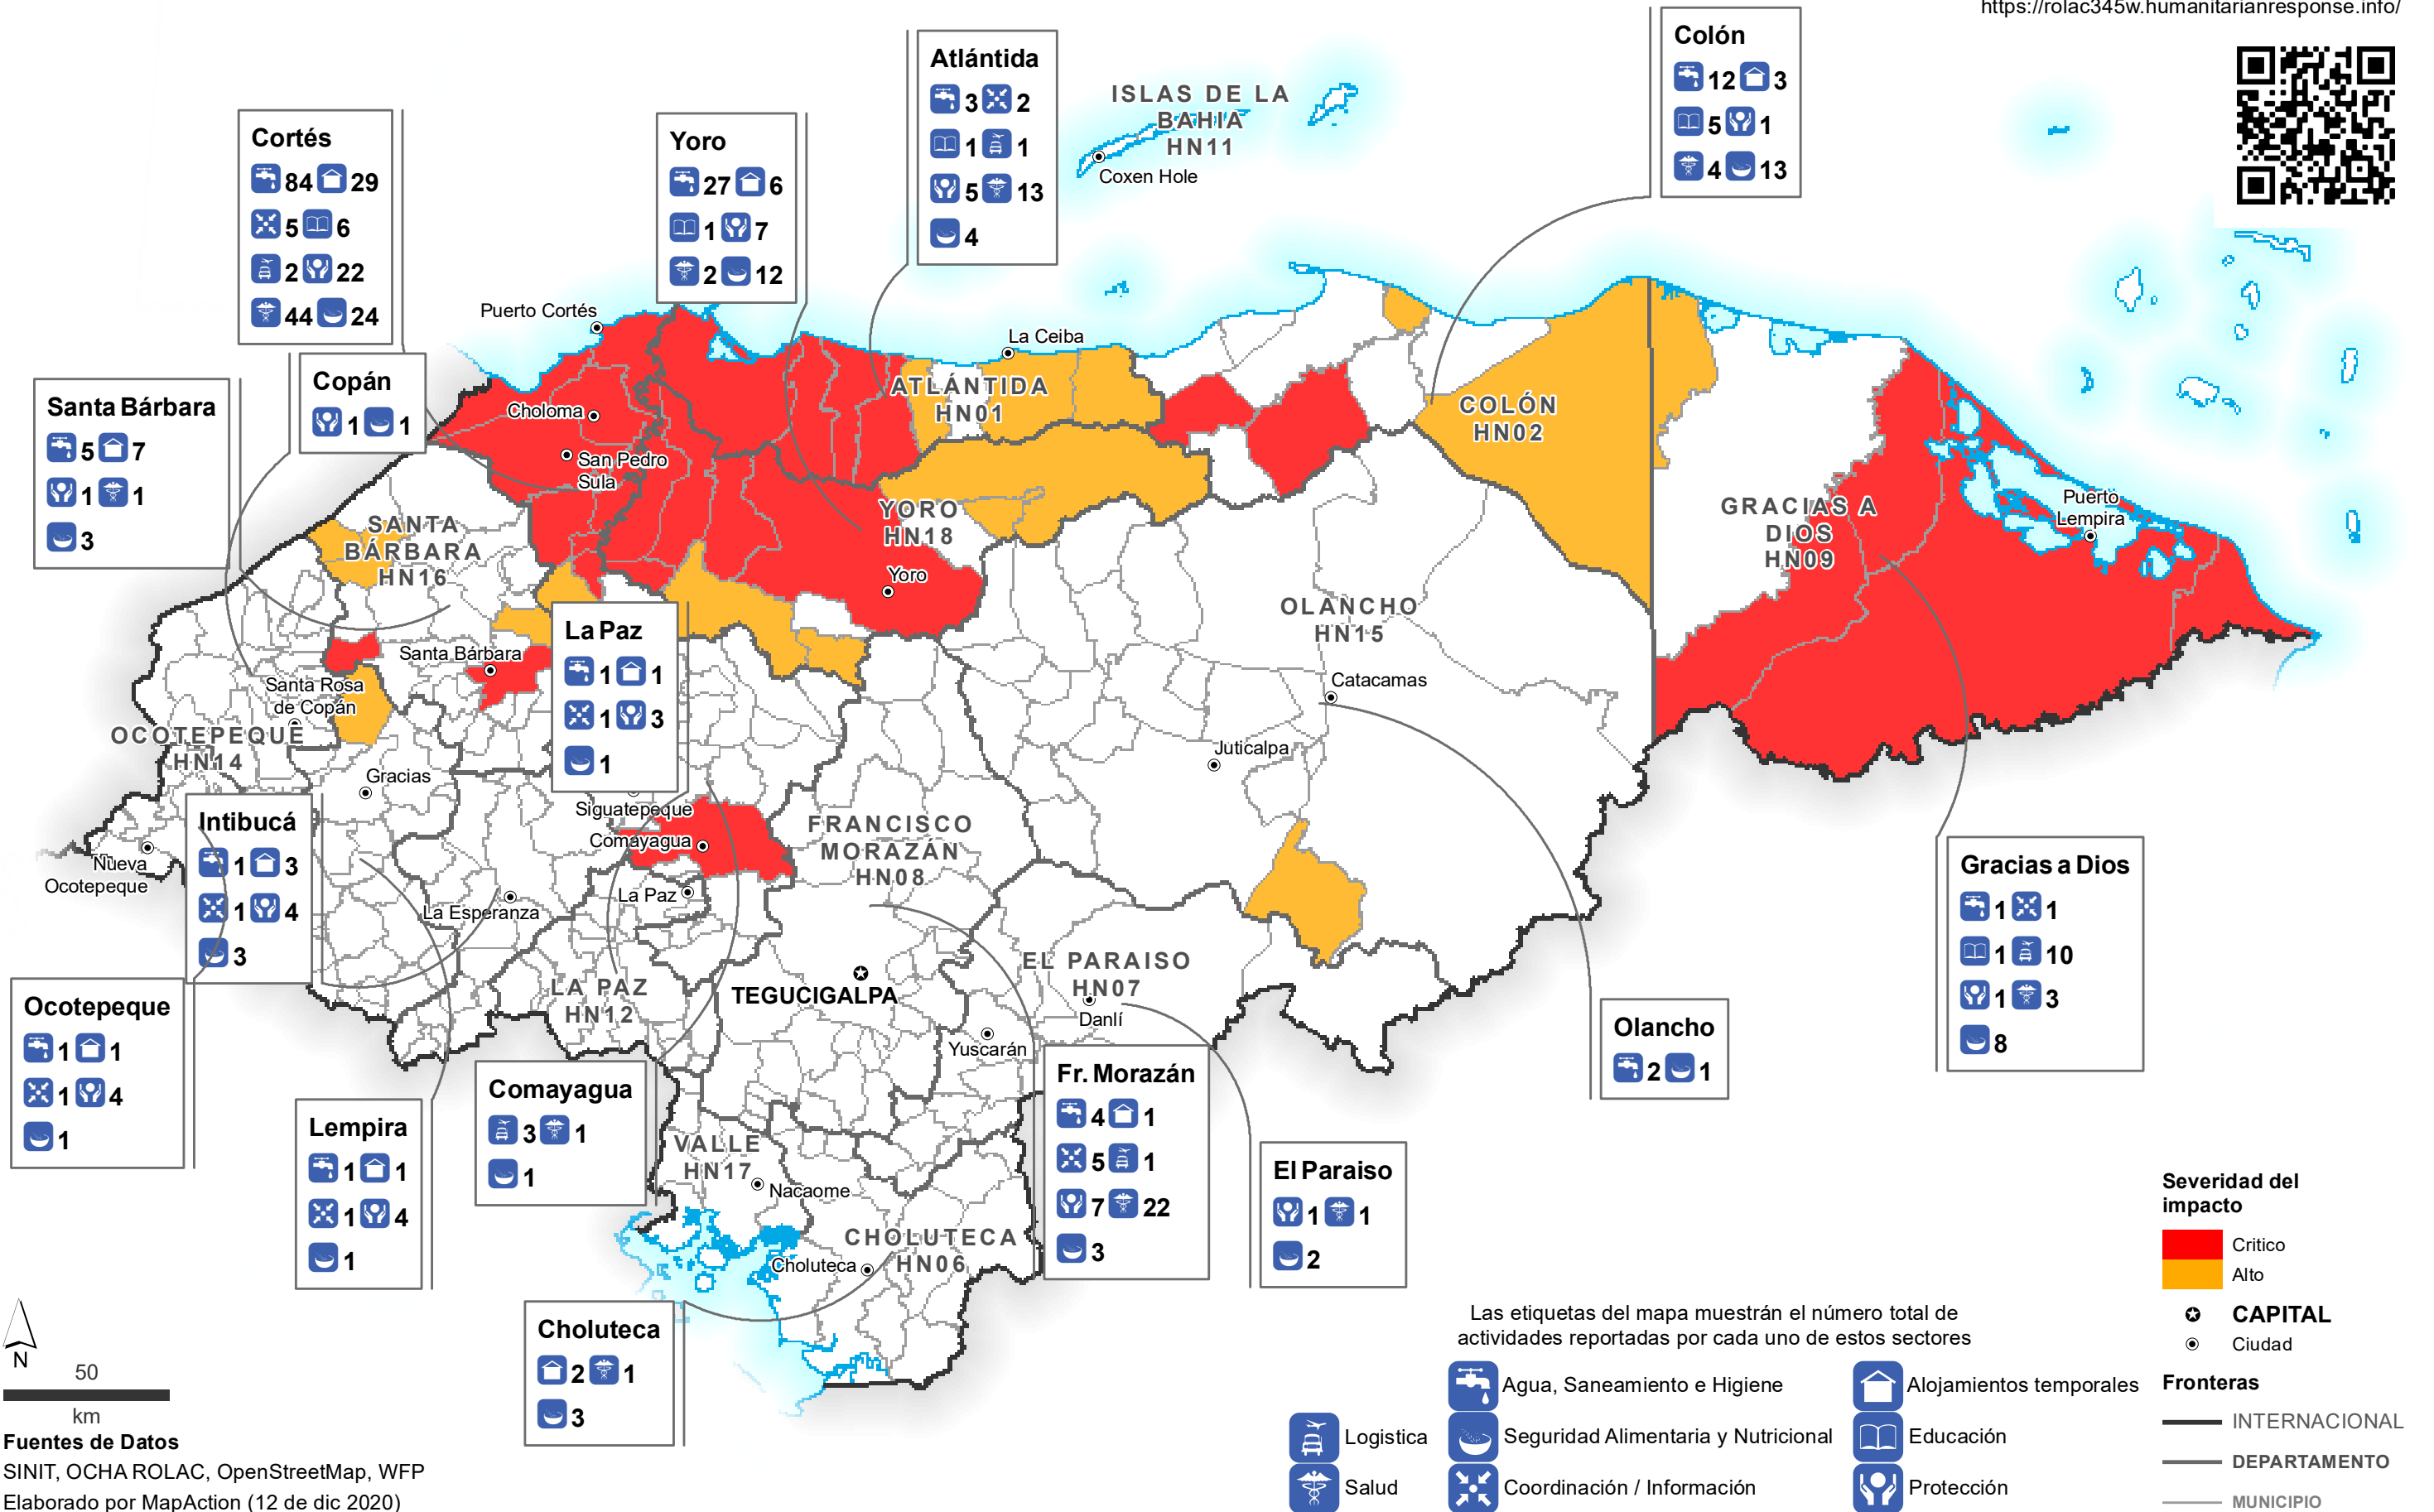 https://rolac345w.humanitarianresponse.info/
Colón
12 3
5 1
4 13
Atlántida
3 2
1 1
5 13
4
ISLAS DE LA
BAHIA
HN11
Coxen Hole
Cortés
84 29
5 6
2 22
44 24
Yoro
27 6
1 7
2 12
Puerto Cortés
La Ceiba
Copán
1 1
Santa Bárbara
5 7
1 1
3
ATLÁNTIDA
HN01
Choloma
COLÓN
HN02
San Pedro
Sula
SANTA
BÁRBARA
HN16
YORO
HN18
Yoro
GRACIAS A
DIOS
HN09
Puerto
Lempira
OLANCHO
HN15
La Paz
1 1
1 3
1
Santa Bárbara
Santa Rosa
de Copán
Catacamas
OCOTEPEQUE
HN14
Juticalpa
Gracias
Siguatepeque
Comayagua
FRANCISCO
MORAZÁN
HN08
Intibucá
1 3
1 4
3
Nueva
Ocotepeque
La Paz
La Esperanza
Gracias a Dios
1 1
1 10
1 3
8
EL PARAISO
HN07
Danlí
TEGUCIGALPA
LA PAZ
HN12
Ocotepeque
1 1
1 4
1
Yuscarán
Olancho
2 1
Comayagua
3 1
1
Fr. Morazán
4 1
5 1
7 22
3
Lempira
1 1
1 4
1
VALLE
HN17
Nacaome
El Paraiso
1 1
2
CHOLUTECA
HN06
Choluteca
Choluteca
2 1
3
Severidad del
impacto
Critico
Alto
CAPITAL
Ciudad
Fronteras
INTERNACIONAL
DEPARTAMENTO
MUNICIPIO
Las etiquetas del mapa muestrán el número total de
actividades reportadas por cada uno de estos sectores
Agua, Saneamiento e Higiene
Alojamientos temporales
Logistica
Seguridad Alimentaria y Nutricional
Educación
Salud
Coordinación / Información
Protección
N
50
km
Fuentes de Datos
SINIT, OCHA ROLAC, OpenStreetMap, WFP
Elaborado por MapAction (12 de dic 2020)